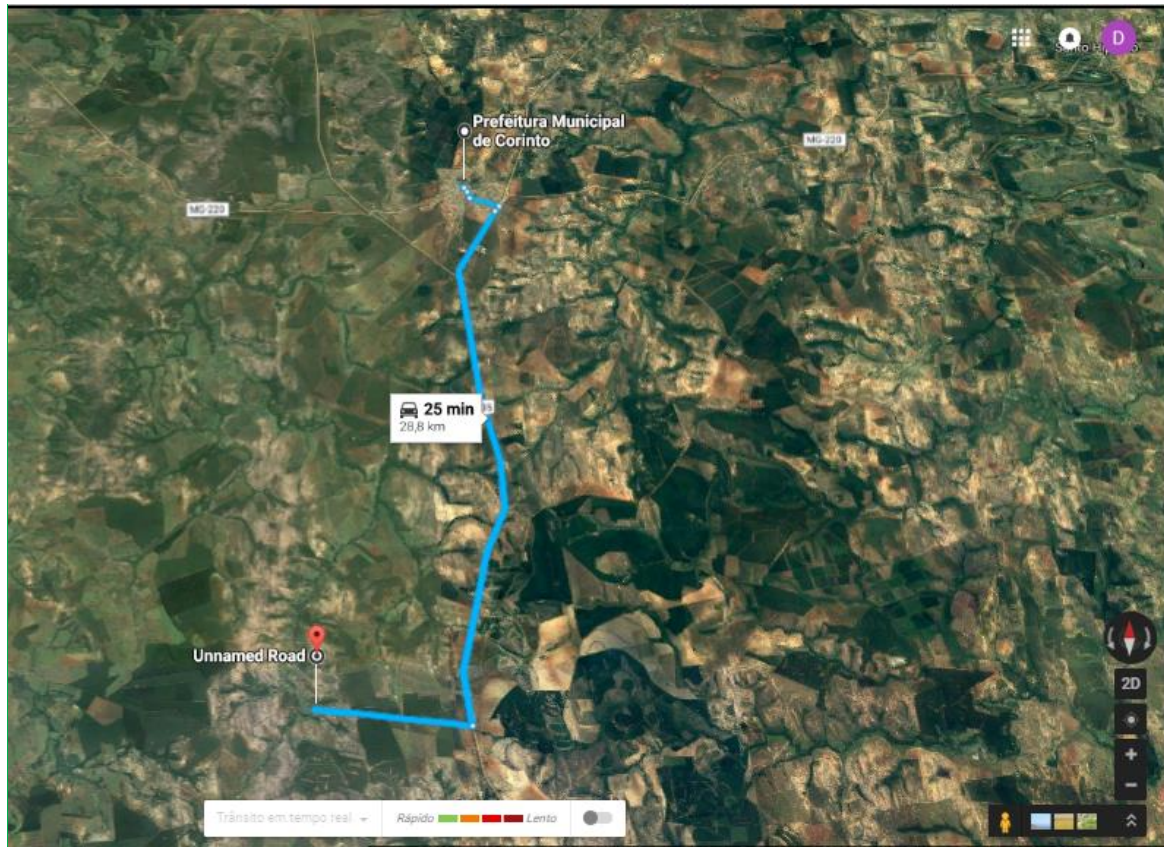 D
Prefeitura Municipal
de Corinto
MG-220
MG-220
25 min
28,8 km
Unnamed Road
2D
Trânsito em tempo real
Rápido
Lento